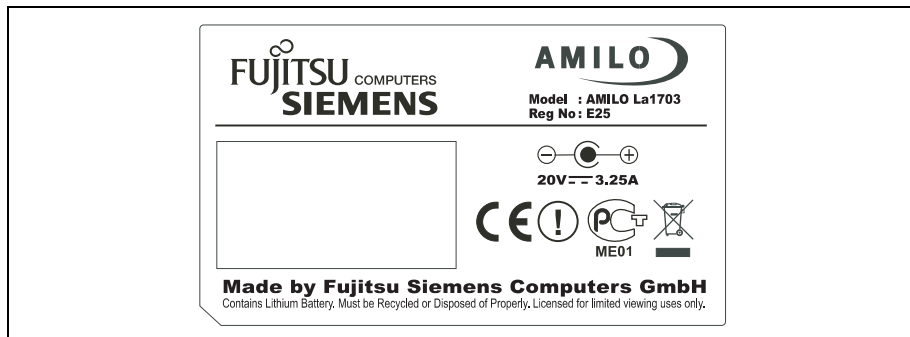 FUJITSU COMPUTERS
SIEMENS
AMILO
Model : AMILO La1703
Reg No : E25
20V 3.25A
CE ! PCT
ME01
Made by Fujitsu Siemens Computers GmbH
Contains Lithium Battery. Must be Recycled or Disposed of Properly. Licensed for limited viewing uses only.